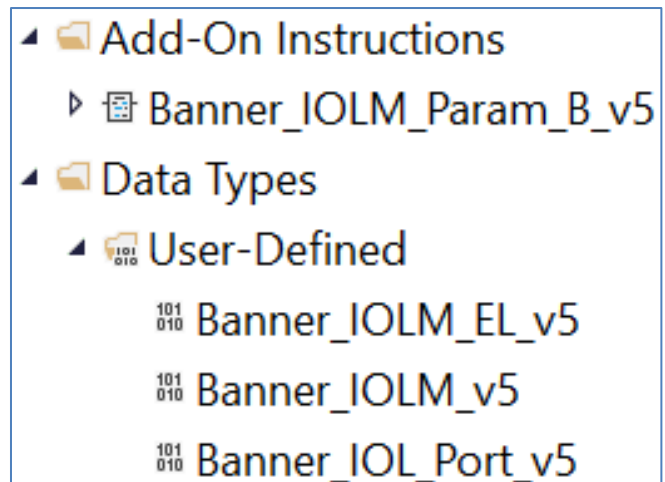 Add-On Instructions
Banner_IOLM_Param_B_v5
Data Types
User-Defined
Banner_IOLM_EL_v5
Banner_IOLM_v5
Banner_IOL_Port_v5